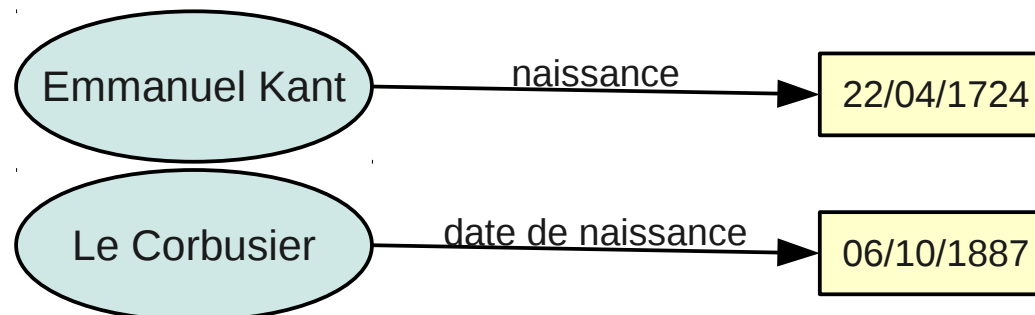 Emmanuel Kant naissance 22/04/1724
Le Corbusier date de naissance 06/10/1887